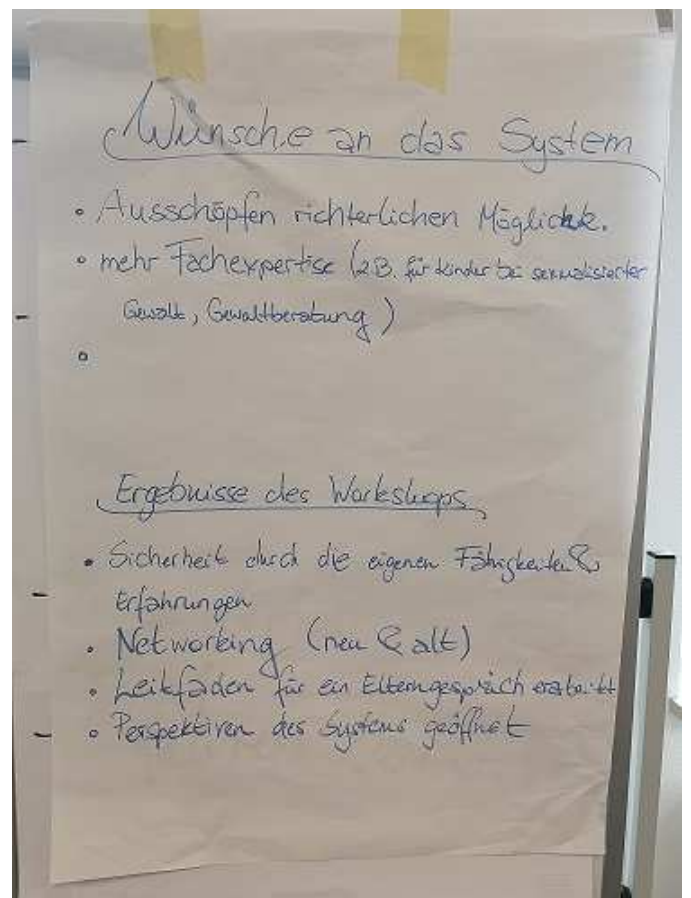 Wünsche an das System
• Ausschöpfen richterlichen Möglichk.
• mehr Fachexpertise (z.B. für Kinder bei sexualisierter
Gewalt, Gewaltberatung)
•
Ergebnisse des Workshops
• Sicherheit durch die eigenen Fähigkeiten &
Erfahrungen
• Networking (neu & alt)
• Leitfaden für ein Elterngespräch erarbeitet
• Perspektiven des Systems geöffnet